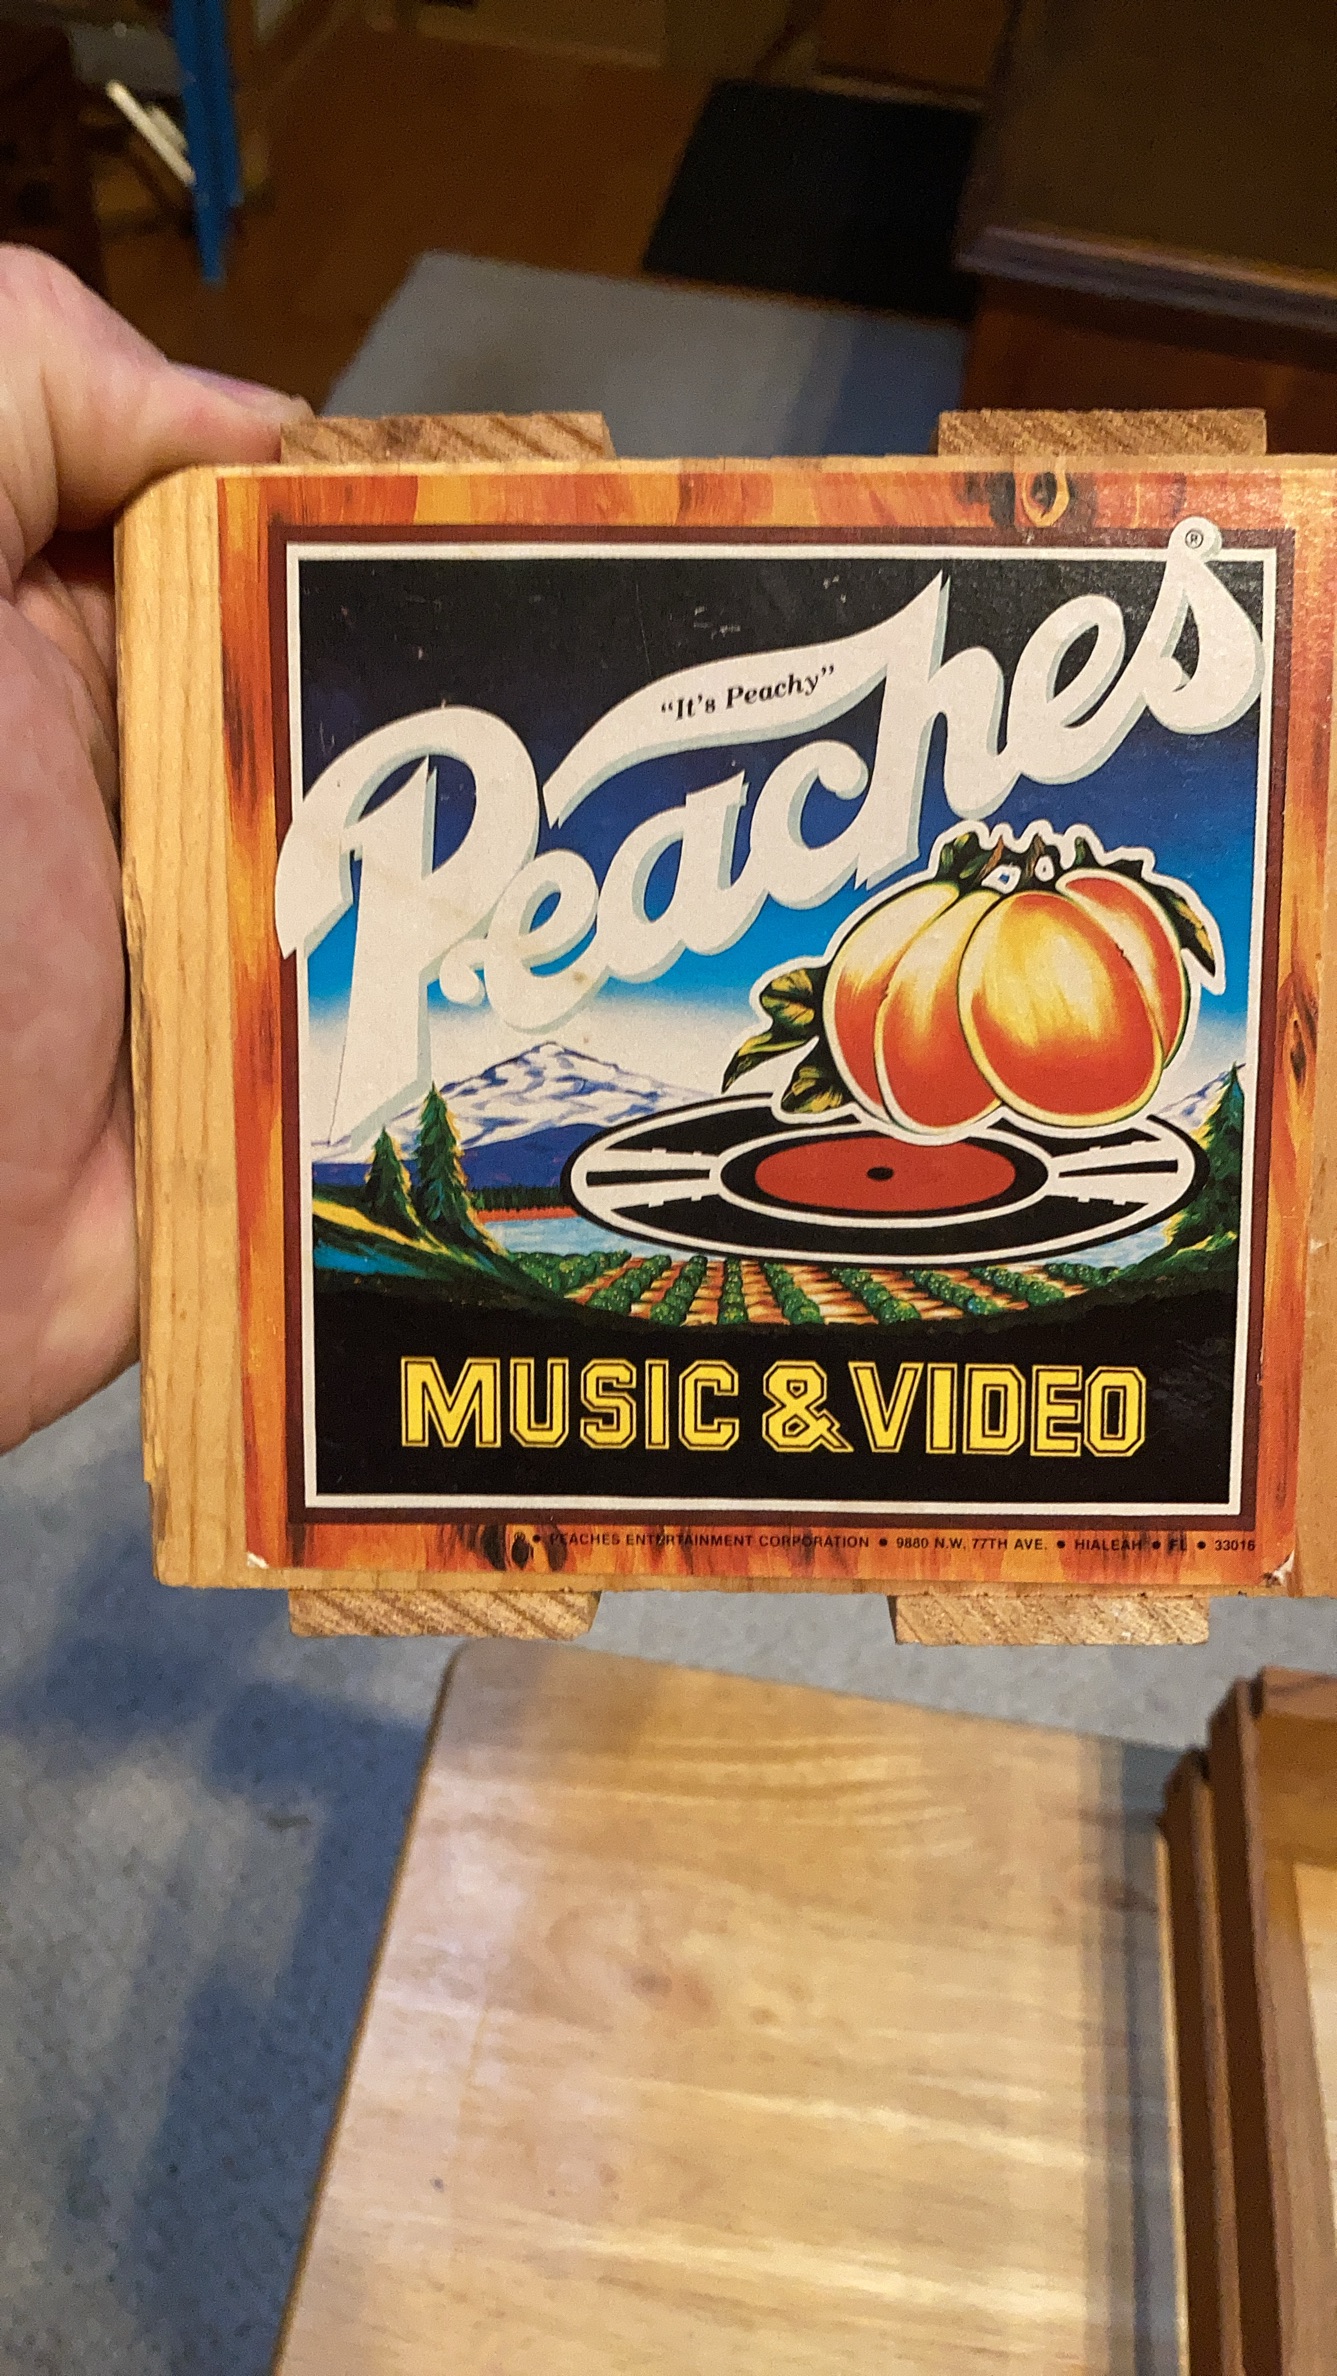 Peaches®
“It's Peachy”
MUSIC & VIDEO
® • PEACHES ENTERTAINMENT CORPORATION • 9880 N.W. 77TH AVE. • HIALEAH • FL • 33016